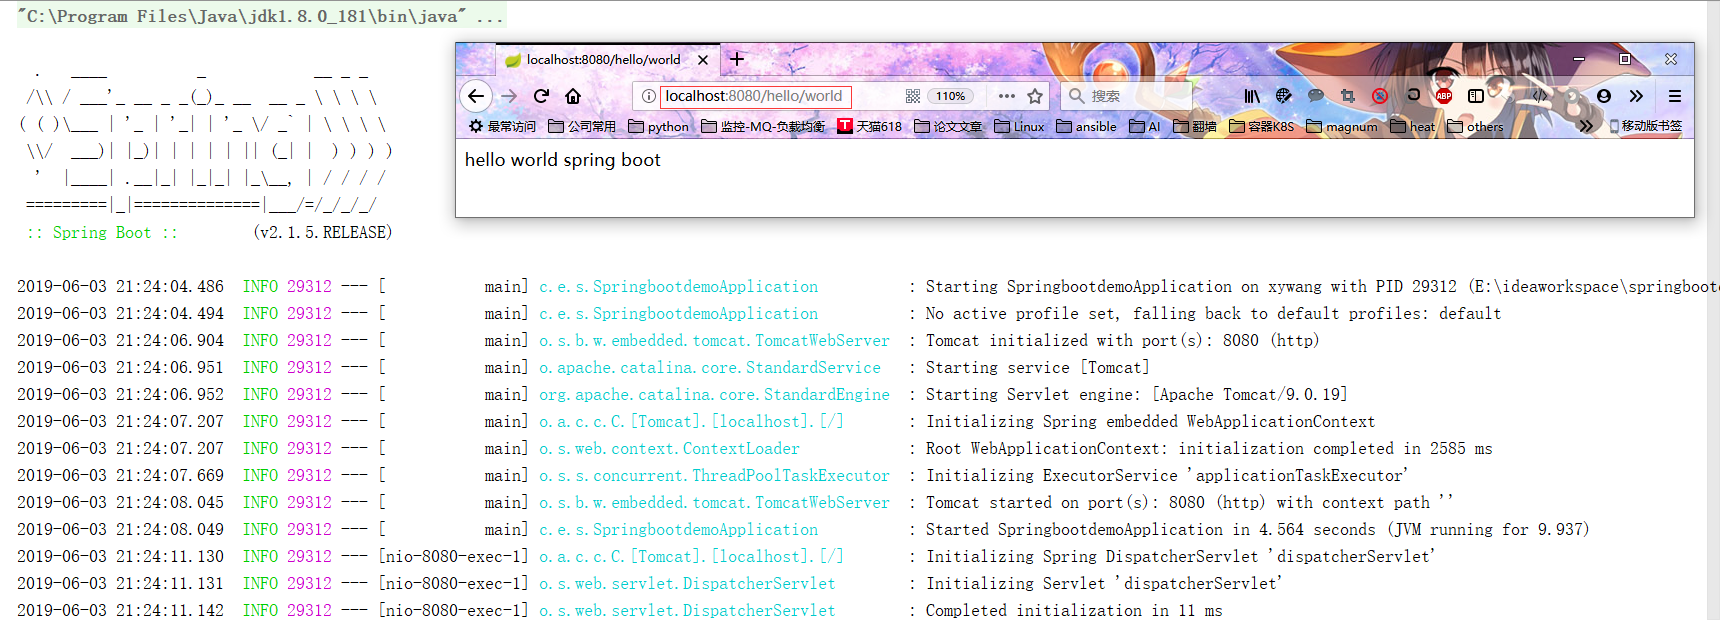 "C:\Program Files\Java\jdk1.8.0_181\bin\java" ...
  .   ____          _            __ _ _
 /\\ / ___'_ __ _ _(_)_ __  __ _ \ \ \ \
( ( )\___ | '_ | '_| | '_ \/ _` | \ \ \ \
 \\/  ___)| |_)| | | | | || (_| |  ) ) ) )
  '  |____| .__|_| |_|_| |_\__, | / / / /
 =========|_|==============|___/=/_/_/_/
 :: Spring Boot ::        (v2.1.5.RELEASE)
localhost:8080/hello/world
localhost:8080/hello/world 110% 搜索 ABP
最常访问 公司常用 python 监控-MQ-负载均衡 T 天猫618 论文文章 Linux ansible AI 翻墙 容器K8S magnum heat others 移动版书签
hello world spring boot
2019-06-03 21:24:04.486  INFO 29312 --- [           main] c.e.s.SpringbootdemoApplication          : Starting SpringbootdemoApplication on xywang with PID 29312 (E:\ideaworkspace\springboot
2019-06-03 21:24:04.494  INFO 29312 --- [           main] c.e.s.SpringbootdemoApplication          : No active profile set, falling back to default profiles: default
2019-06-03 21:24:06.904  INFO 29312 --- [           main] o.s.b.w.embedded.tomcat.TomcatWebServer  : Tomcat initialized with port(s): 8080 (http)
2019-06-03 21:24:06.951  INFO 29312 --- [           main] o.apache.catalina.core.StandardService   : Starting service [Tomcat]
2019-06-03 21:24:06.952  INFO 29312 --- [           main] org.apache.catalina.core.StandardEngine  : Starting Servlet engine: [Apache Tomcat/9.0.19]
2019-06-03 21:24:07.207  INFO 29312 --- [           main] o.a.c.c.C.[Tomcat].[localhost].[/]       : Initializing Spring embedded WebApplicationContext
2019-06-03 21:24:07.207  INFO 29312 --- [           main] o.s.web.context.ContextLoader            : Root WebApplicationContext: initialization completed in 2585 ms
2019-06-03 21:24:07.669  INFO 29312 --- [           main] o.s.s.concurrent.ThreadPoolTaskExecutor  : Initializing ExecutorService 'applicationTaskExecutor'
2019-06-03 21:24:08.045  INFO 29312 --- [           main] o.s.b.w.embedded.tomcat.TomcatWebServer  : Tomcat started on port(s): 8080 (http) with context path ''
2019-06-03 21:24:08.049  INFO 29312 --- [           main] c.e.s.SpringbootdemoApplication          : Started SpringbootdemoApplication in 4.564 seconds (JVM running for 9.937)
2019-06-03 21:24:11.130  INFO 29312 --- [nio-8080-exec-1] o.a.c.c.C.[Tomcat].[localhost].[/]       : Initializing Spring DispatcherServlet 'dispatcherServlet'
2019-06-03 21:24:11.131  INFO 29312 --- [nio-8080-exec-1] o.s.web.servlet.DispatcherServlet        : Initializing Servlet 'dispatcherServlet'
2019-06-03 21:24:11.142  INFO 29312 --- [nio-8080-exec-1] o.s.web.servlet.DispatcherServlet        : Completed initialization in 11 ms